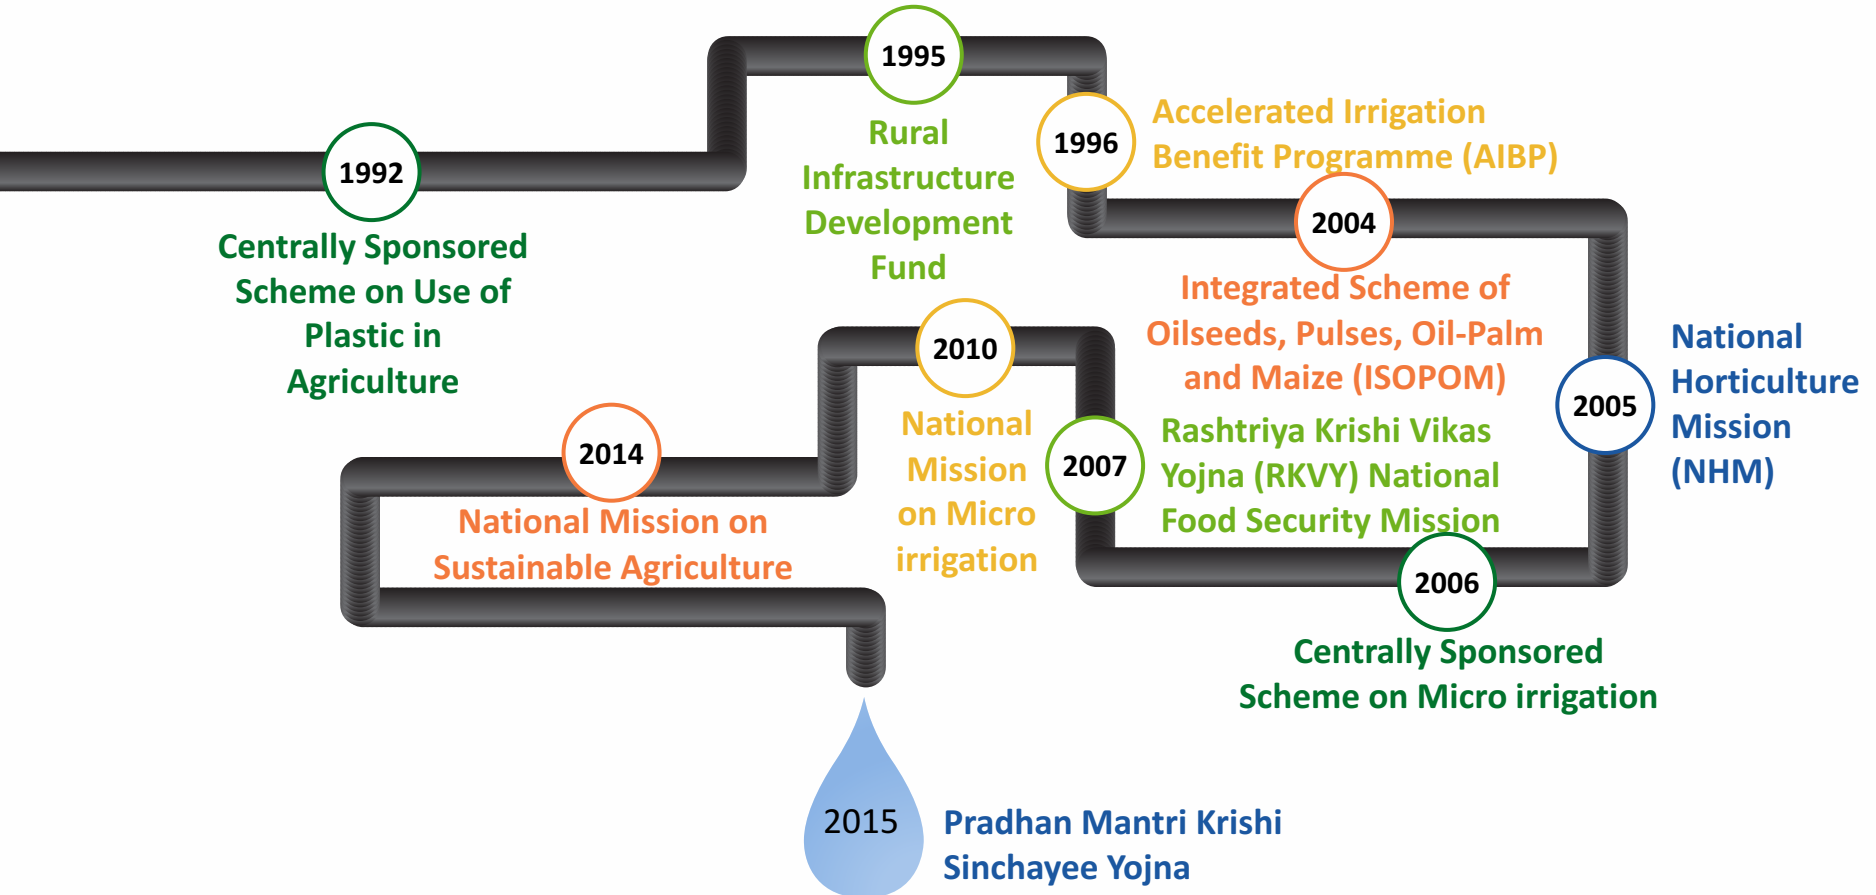 1992
Centrally Sponsored
Scheme on Use of
Plastic in
Agriculture
1995
Rural
Infrastructure
Development
Fund
1996
Accelerated Irrigation
Benefit Programme (AIBP)
2004
Integrated Scheme of
Oilseeds, Pulses, Oil-Palm
and Maize (ISOPOM)
2005
National
Horticulture
Mission
(NHM)
2006
Centrally Sponsored
Scheme on Micro irrigation
2007
Rashtriya Krishi Vikas
Yojna (RKVY) National
Food Security Mission
2010
National
Mission
on Micro
irrigation
2014
National Mission on
Sustainable Agriculture
2015
Pradhan Mantri Krishi
Sinchayee Yojna